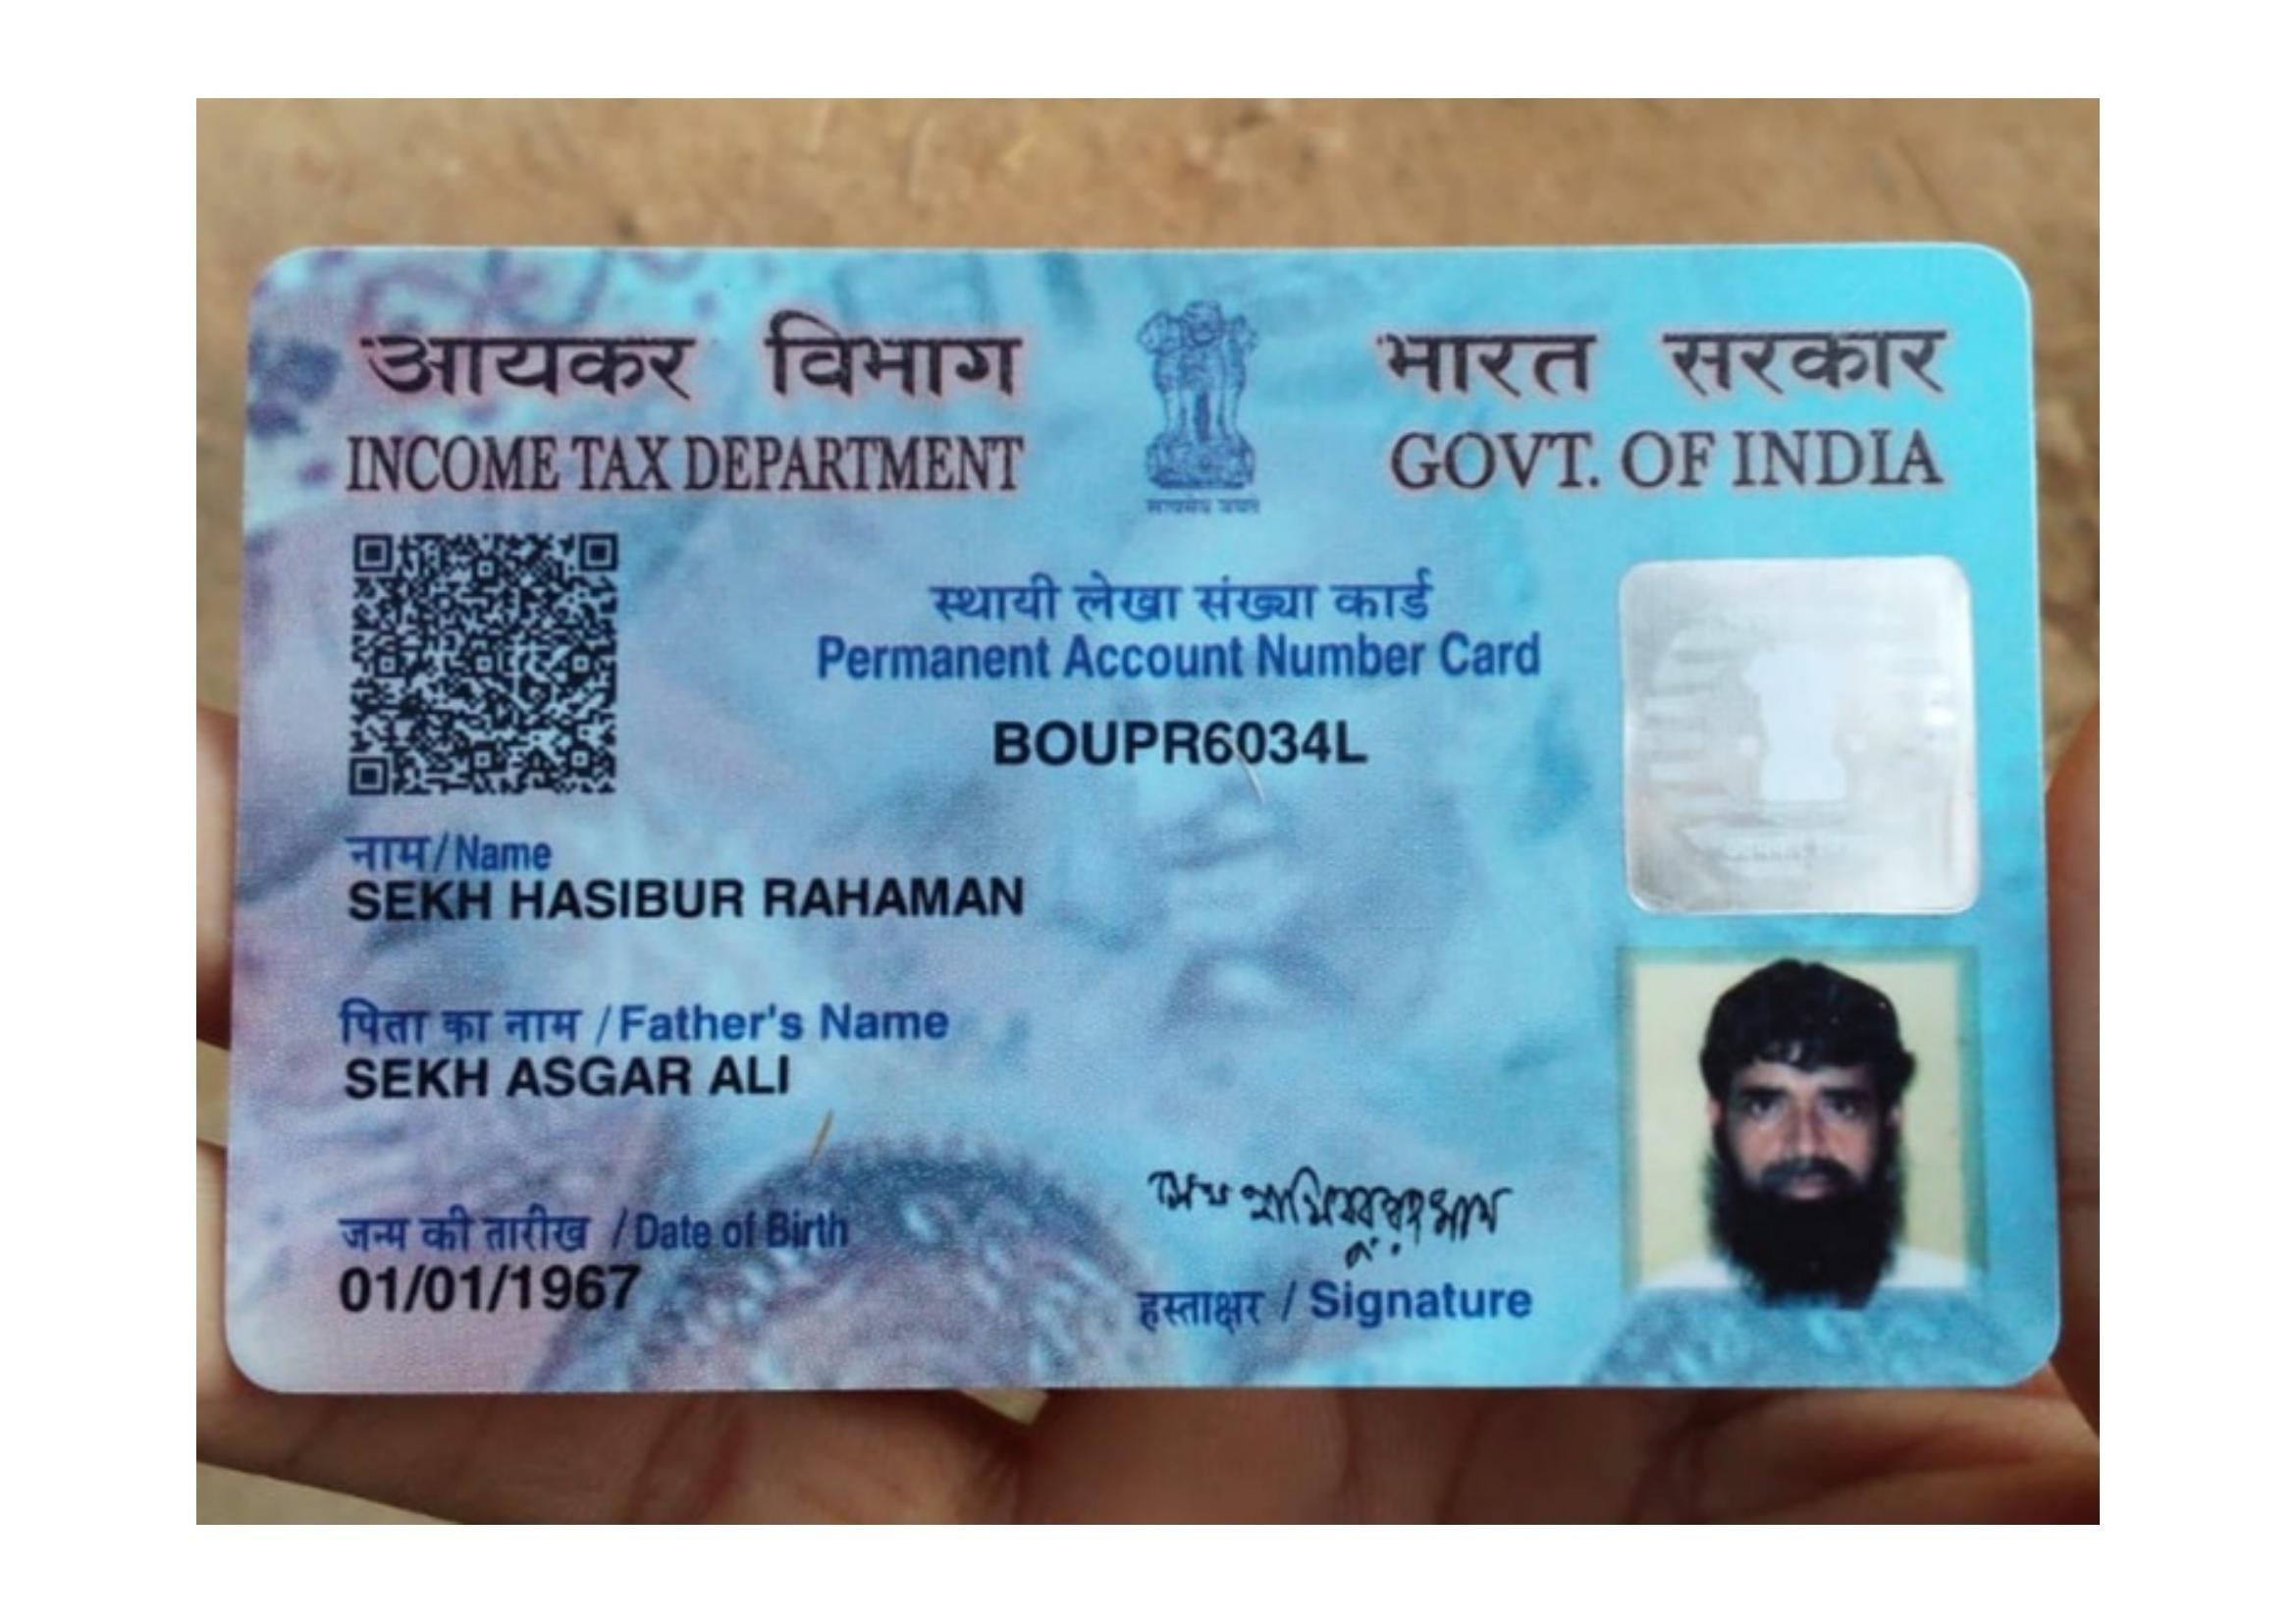 आयकर विभाग
INCOME TAX DEPARTMENT
भारत सरकार
GOVT. OF INDIA
सत्यमेव जयते
स्थायी लेखा संख्या कार्ड
Permanent Account Number Card
BOUPR6034L
नाम/Name
SEKH HASIBUR RAHAMAN
पिता का नाम /Father's Name
SEKH ASGAR ALI
जन्म की तारीख /Date of Birth
01/01/1967
हस्ताक्षर / Signature